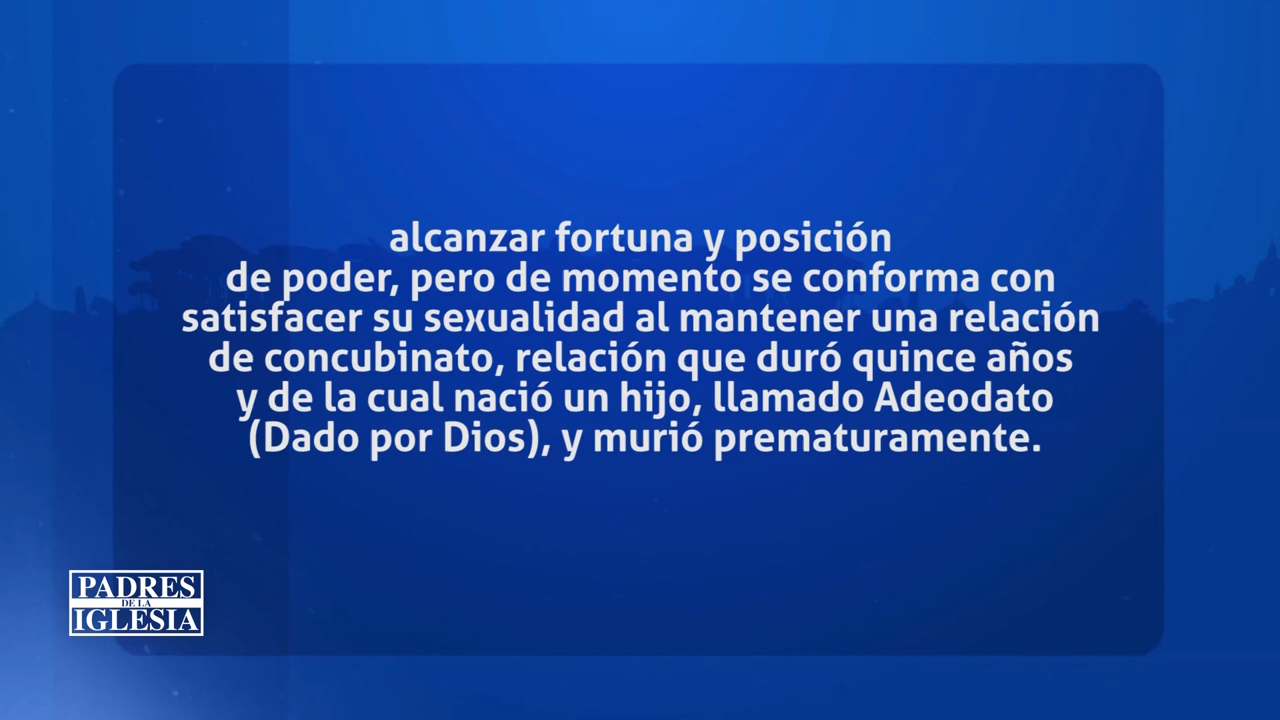 alcanzar fortuna y posición
de poder, pero de momento se conforma con
satisfacer su sexualidad al mantener una relación
de concubinato, relación que duró quince años
y de la cual nació un hijo, llamado Adeodato
(Dado por Dios), y murió prematuramente.
PADRES
DE LA
IGLESIA